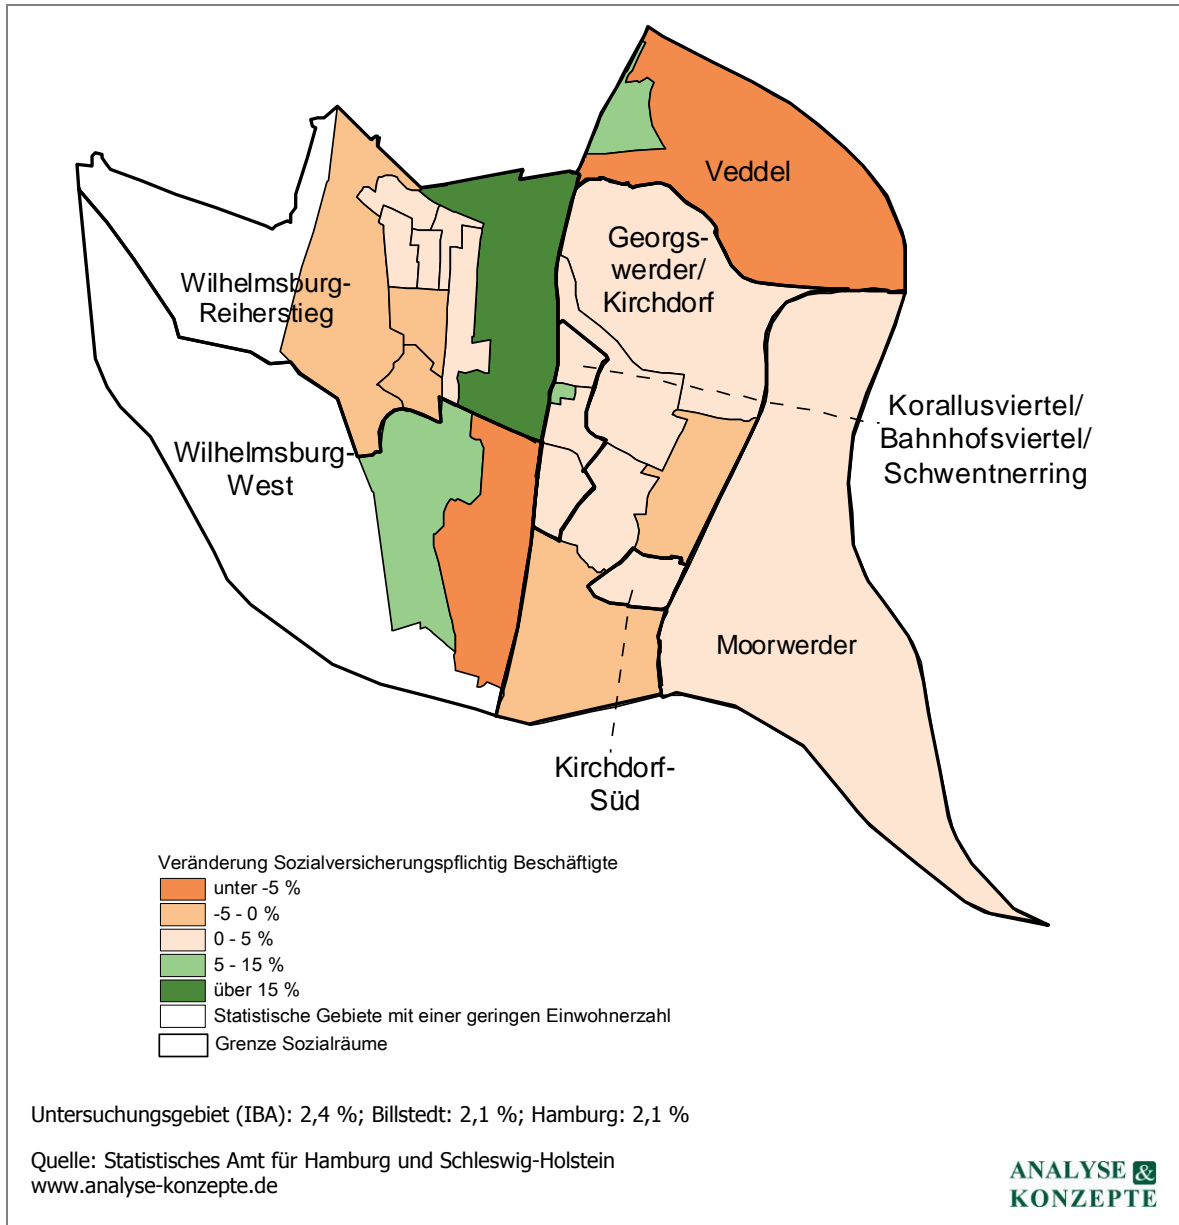 Veddel
Georgs-
werder/
Kirchdorf
Wilhelmsburg-
Reiherstieg
Korallusviertel/
Bahnhofsviertel/
Schwentnerring
Wilhelmsburg-
West
Moorwerder
Kirchdorf-
Süd
Veränderung Sozialversicherungspflichtig Beschäftigte
unter -5 %
-5 - 0 %
0 - 5 %
5 - 15 %
über 15 %
Statistische Gebiete mit einer geringen Einwohnerzahl
Grenze Sozialräume
Untersuchungsgebiet (IBA): 2,4 %; Billstedt: 2,1 %; Hamburg: 2,1 %
Quelle: Statistisches Amt für Hamburg und Schleswig-Holstein
www.analyse-konzepte.de
ANALYSE &
KONZEPTE